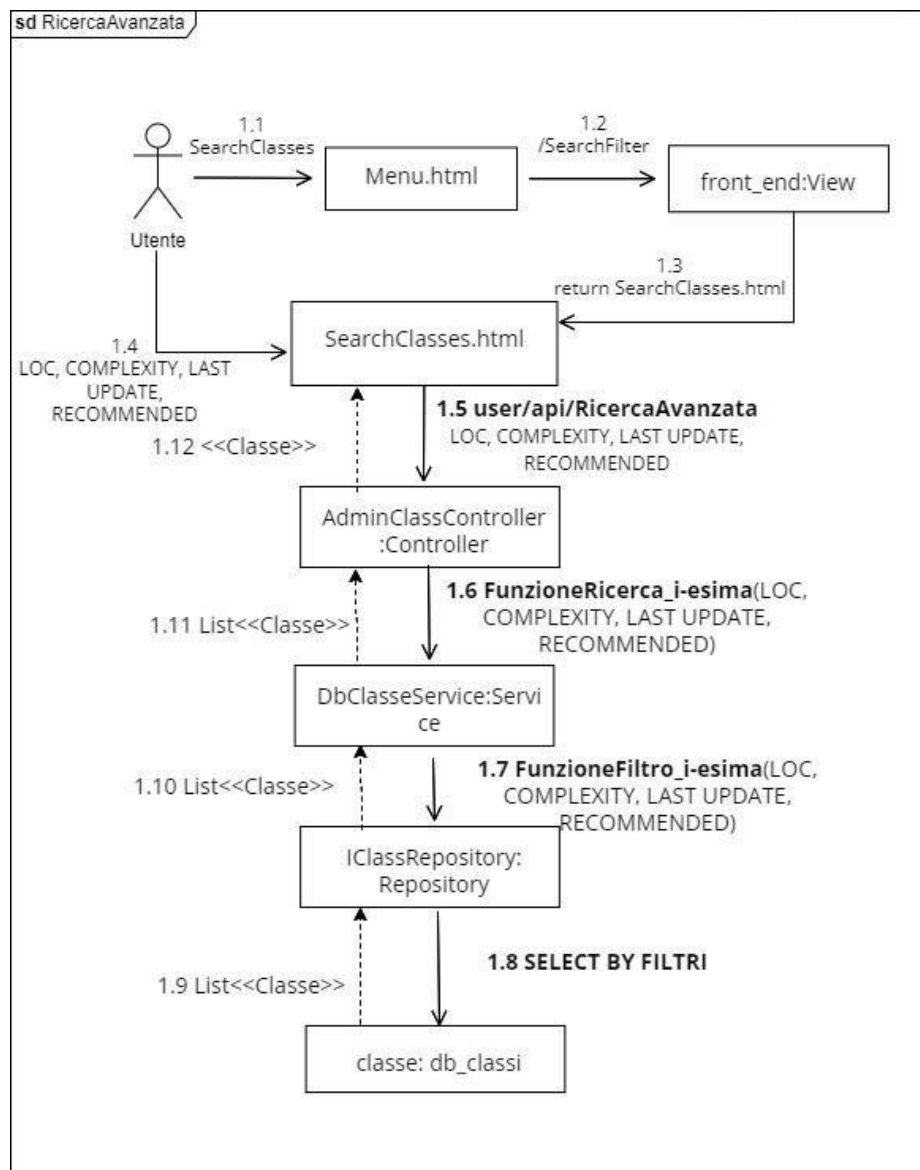 sd RicercaAvanzata
1.1
SearchClasses
1.2
/SearchFilter
Menu.html
front_end:View
Utente
1.3
return SearchClasses.html
SearchClasses.html
1.4
LOC, COMPLEXITY, LAST
UPDATE,
RECOMMENDED
1.5 user/api/RicercaAvanzata
LOC, COMPLEXITY, LAST UPDATE,
RECOMMENDED
1.12 <<Classe>>
AdminClassController
:Controller
1.6 FunzioneRicerca_i-esima(LOC,
COMPLEXITY, LAST UPDATE,
RECOMMENDED)
1.11 List<<Classe>>
DbClasseService:Servi
ce
1.7 FunzioneFiltro_i-esima(LOC,
COMPLEXITY, LAST UPDATE,
RECOMMENDED)
1.10 List<<Classe>>
IClassRepository:
Repository
1.8 SELECT BY FILTRI
1.9 List<<Classe>>
classe: db_classi